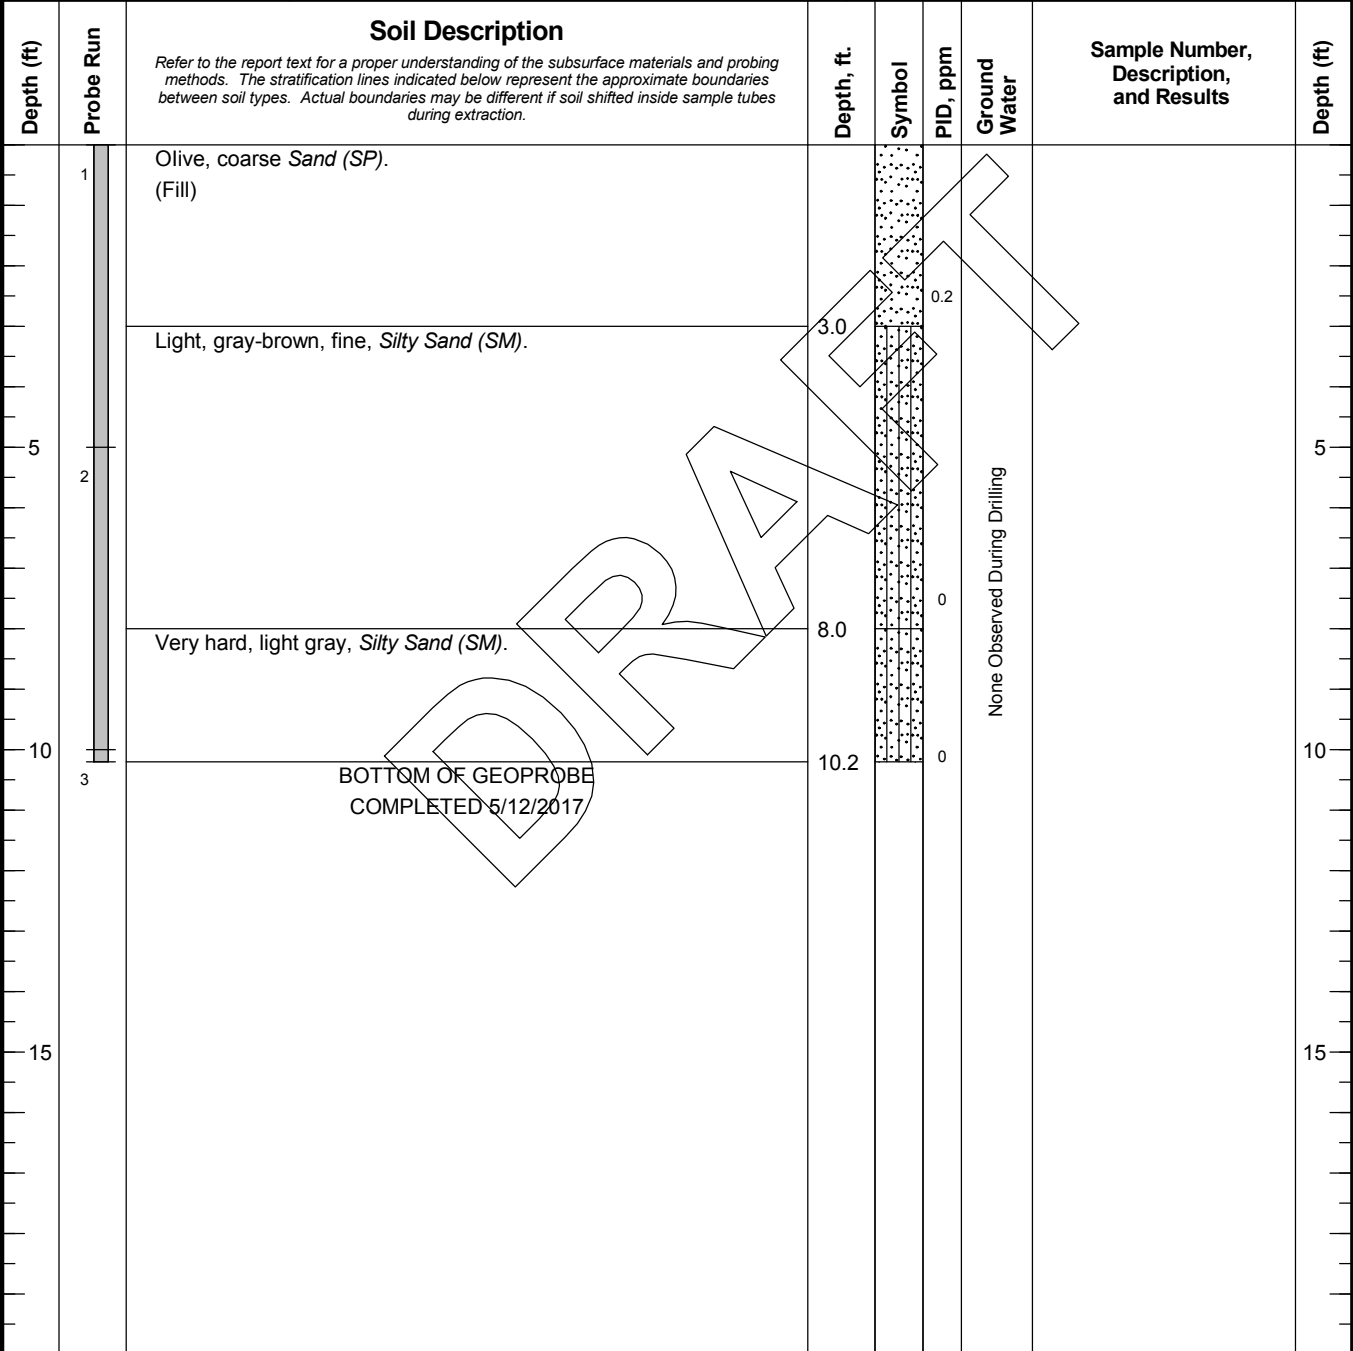 Depth (ft)
Probe Run
Soil Description
Refer to the report text for a proper understanding of the subsurface materials and probing
methods. The stratification lines indicated below represent the approximate boundaries
between soil types. Actual boundaries may be different if soil shifted inside sample tubes
during extraction.
Depth, ft.
Symbol
PID, ppm
Ground
Water
Sample Number,
Description,
and Results
Depth (ft)
1
Olive, coarse Sand (SP).
(Fill)
0.2
3.0
Light, gray-brown, fine, Silty Sand (SM).
5
5
2
None Observed During Drilling
0
8.0
Very hard, light gray, Silty Sand (SM).
10
0
10
10.2
3
BOTTOM OF GEOPROBE
COMPLETED 5/12/2017
15
15
DRAFT